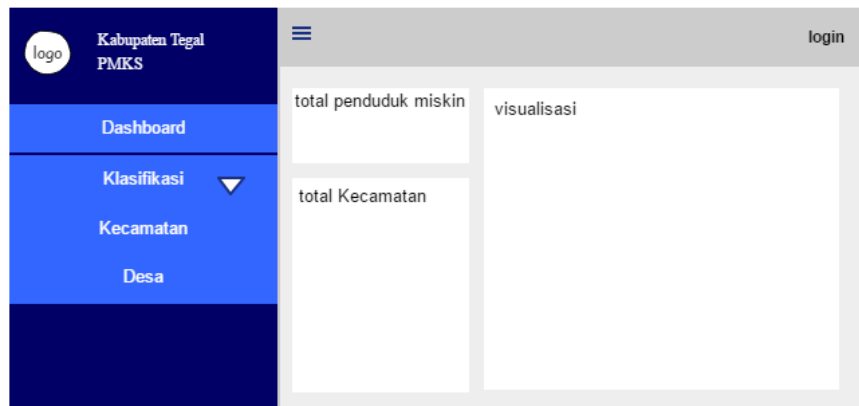 logo
Kabupaten Tegal
PMKS
Dashboard
Klasifikasi
Kecamatan
Desa
login
total penduduk miskin
total Kecamatan
visualisasi